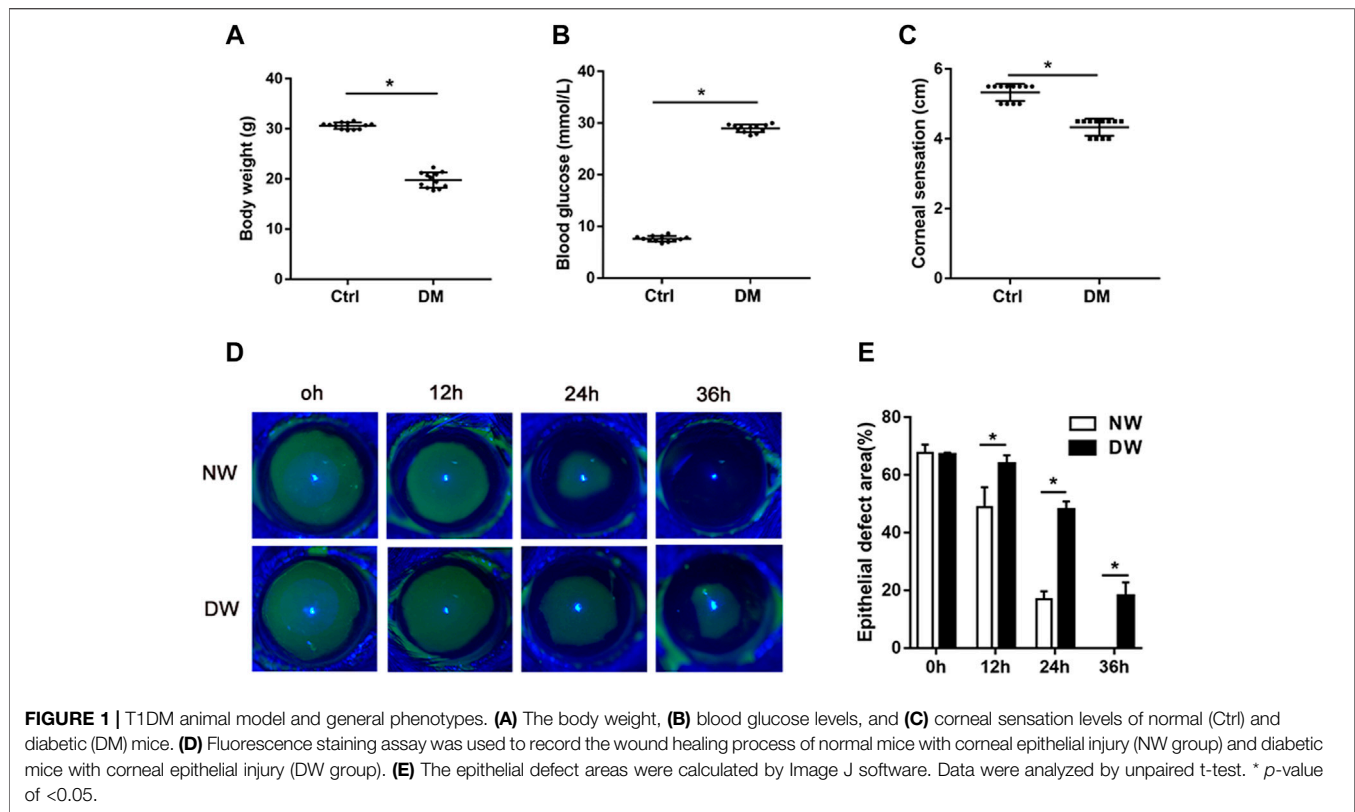 A
B
C
Body weight (g)
40
30
20
10
0
*
Ctrl
DM
Blood glucose (mmol/L)
40
30
20
10
0
*
Ctrl
DM
Corneal sensation (cm)
6
4
2
0
*
Ctrl
DM
D
E
oh
12h
24h
36h
NW
DW
Epithelial defect area(%)
80
60
40
20
0
NW
DW
*
*
*
0h
12h
24h
36h
FIGURE 1 | T1DM animal model and general phenotypes. (A) The body weight, (B) blood glucose levels, and (C) corneal sensation levels of normal (Ctrl) and
diabetic (DM) mice. (D) Fluorescence staining assay was used to record the wound healing process of normal mice with corneal epithelial injury (NW group) and diabetic
mice with corneal epithelial injury (DW group). (E) The epithelial defect areas were calculated by Image J software. Data were analyzed by unpaired t-test. * p-value
of <0.05.